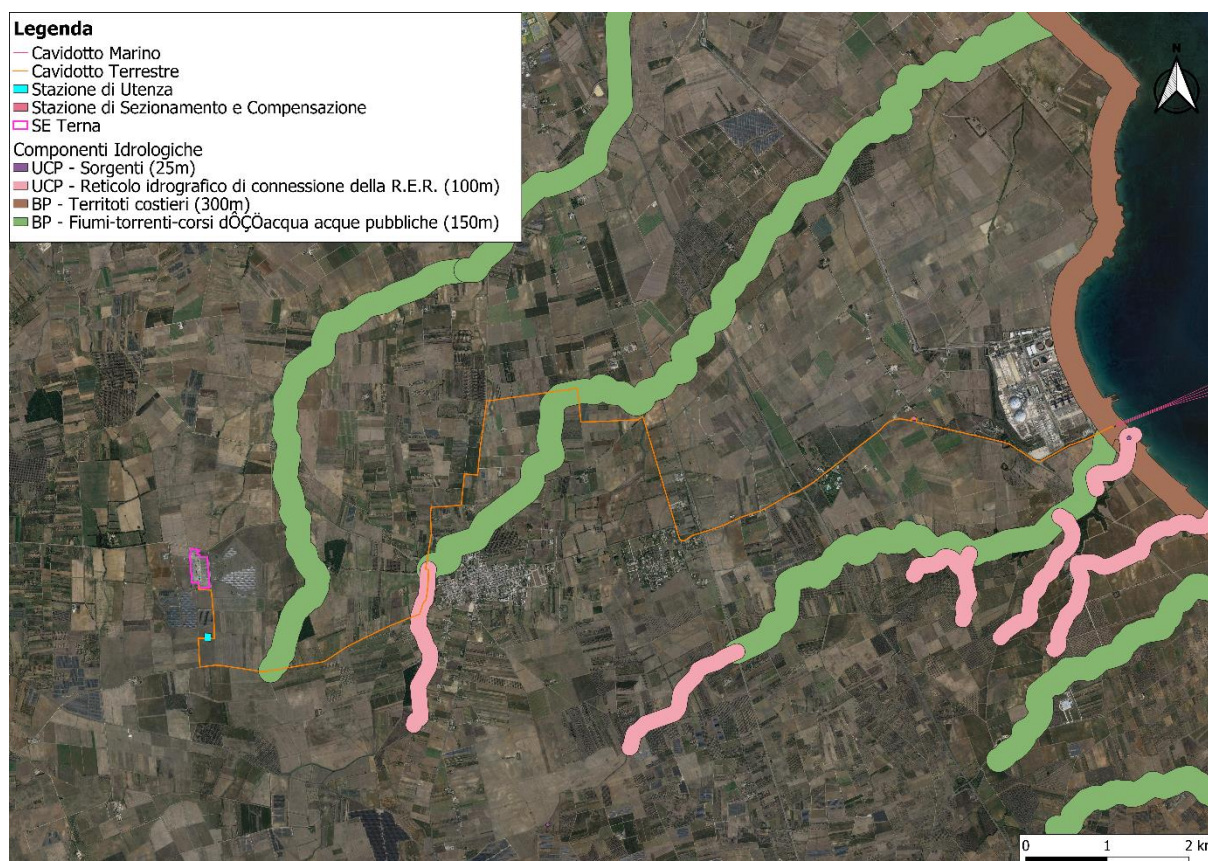 Legenda
Cavidotto Marino
Cavidotto Terrestre
Stazione di Utenza
Stazione di Sezionamento e Compensazione
SE Terna
Componenti Idrologiche
UCP - Sorgenti (25m)
UCP - Reticolo idrografico di connessione della R.E.R. (100m)
BP - Territoti costieri (300m)
BP - Fiumi-torrenti-corsi dÔÇÖacqua acque pubbliche (150m)
N
0 1 2 km